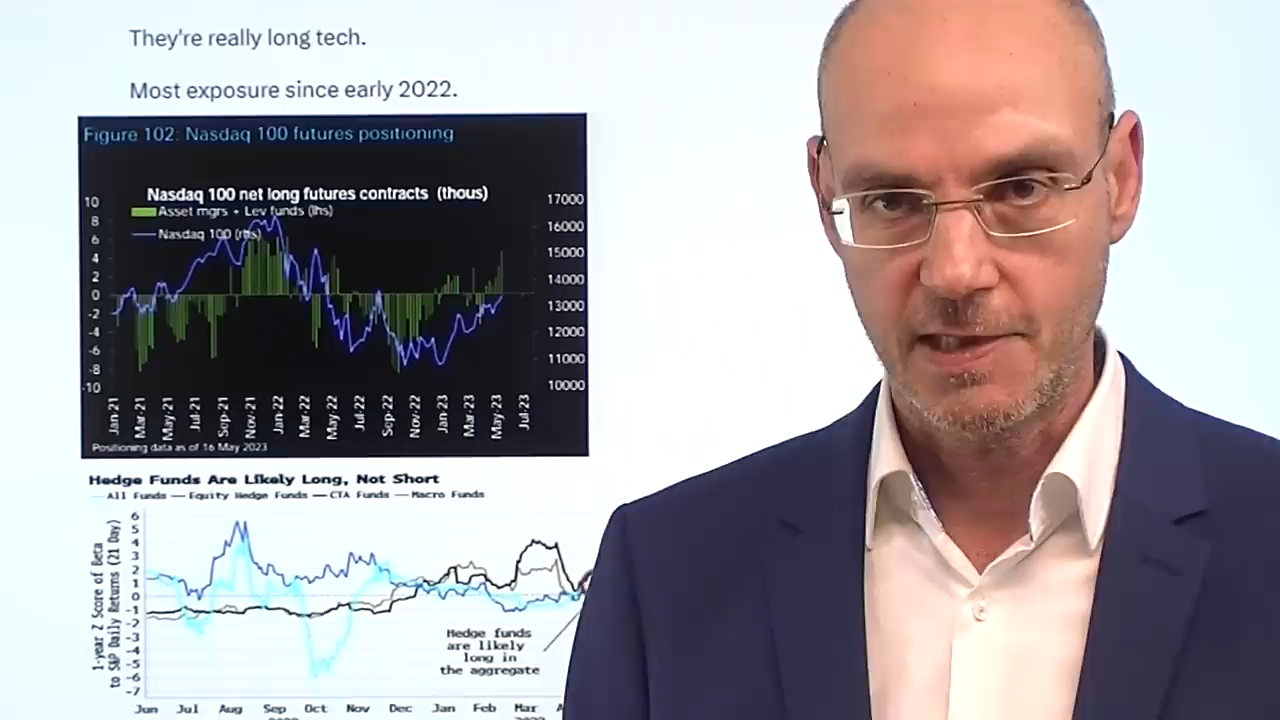 They're really long tech.
Most exposure since early 2022.
Figure 102: Nasdaq 100 futures positioning
Nasdaq 100 net long futures contracts (thous)
Asset mgrs + Lev funds (lhs)
Nasdaq 100 (rhs)
10 17000
8 16000
6 15000
4 14000
2 13000
0 12000
-2 11000
-4 10000
-6
-8
-10
Jan-21 Mar-21 May-21 Jul-21 Sep-21 Nov-21 Jan-22 Mar-22 May-22 Jul-22 Sep-22 Nov-22 Jan-23 Mar-23 May-23 Jul-23
Positioning data as of 16 May 2023
Hedge Funds Are Likely Long, Not Short
All Funds Equity Hedge Funds CTA Funds Macro Funds
1-year Z Score of Beta
to S&P Daily Returns (21 Day)
6
5
4
3
2
1
0
-1
-2
-3
-4
-5
-6
-7
Hedge funds
are likely
long in
the aggregate
Jun Jul Aug Sep Oct Nov Dec Jan Feb Mar